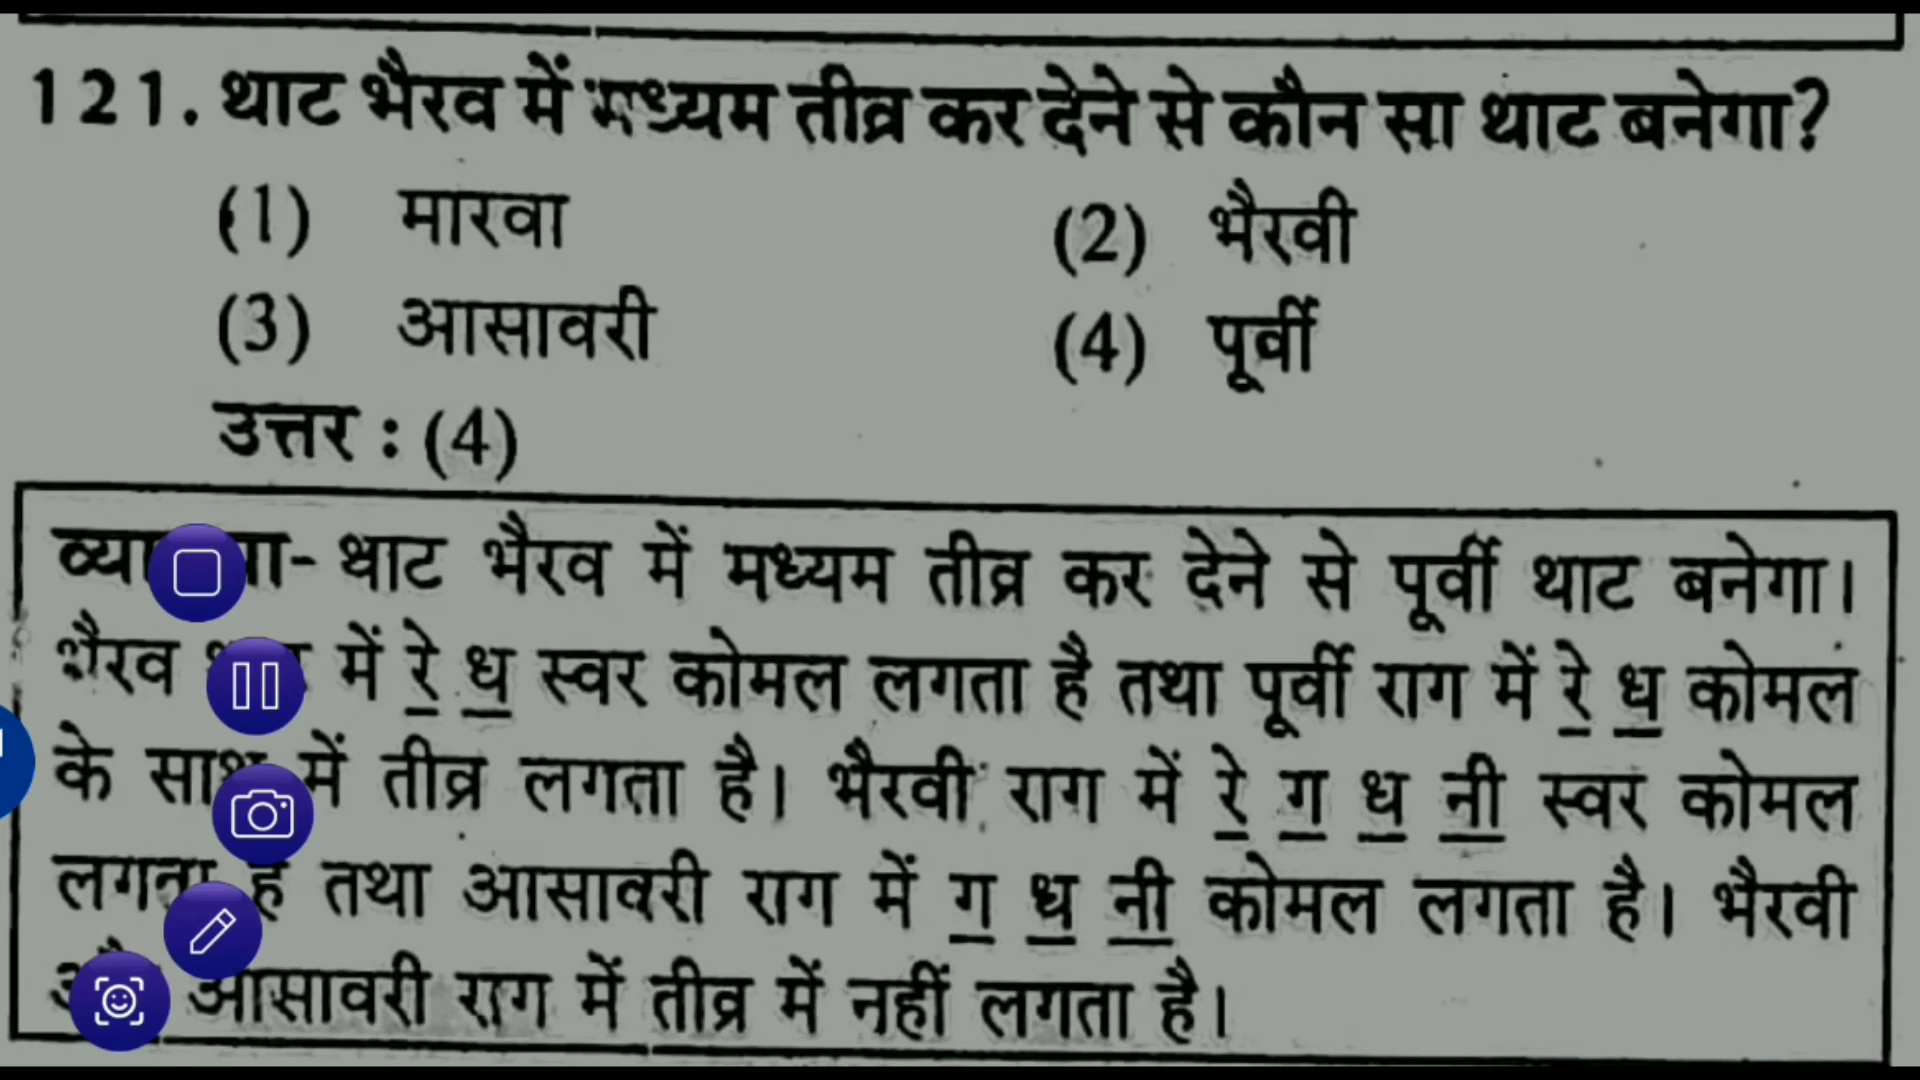 121. थाट भैरव में मध्यम तीव्र कर देने से कौन सा थाट बनेगा?
(1) मारवा (2) भैरवी
(3) आसावरी (4) पूर्वी
उत्तर : (4)
थाट भैरव में मध्यम तीव्र कर देने से पूर्वी थाट बनेगा।
भैरव में रे ध स्वर कोमल लगता है तथा पूर्वी राग में रे ध कोमल
के साथ में तीव्र लगता है। भैरवी राग में रे ग ध नी स्वर कोमल
लगता है तथा आसावरी राग में ग ध नी कोमल लगता है। भैरवी
आसावरी राग में तीव्र में नहीं लगता है।